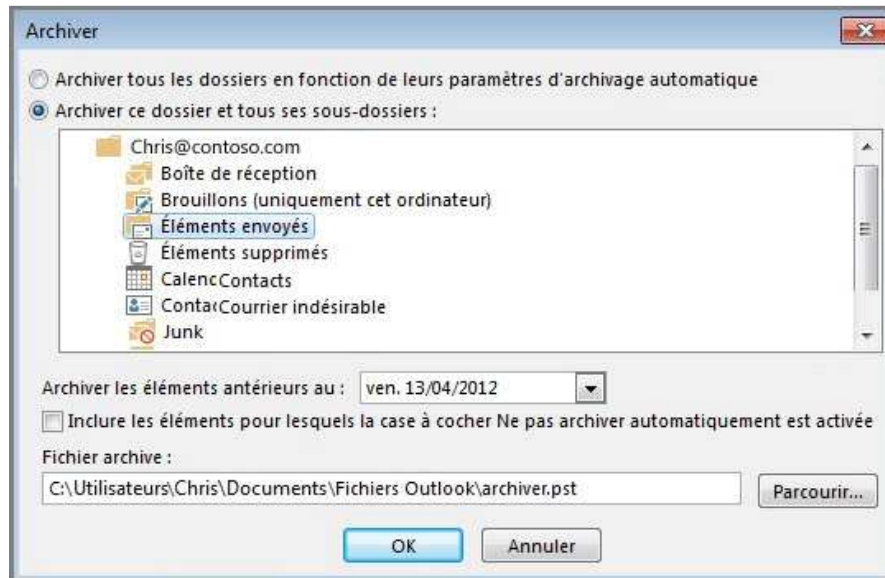 Archiver
Archiver tous les dossiers en fonction de leurs paramètres d'archivage automatique
Archiver ce dossier et tous ses sous-dossiers :
Chris@contoso.com
Boîte de réception
Brouillons (uniquement cet ordinateur)
Éléments envoyés
Éléments supprimés
CalencContacts
ContacCourrier indésirable
Junk
Archiver les éléments antérieurs au : ven. 13/04/2012
Inclure les éléments pour lesquels la case à cocher Ne pas archiver automatiquement est activée
Fichier archive :
C:\Utilisateurs\Chris\Documents\Fichiers Outlook\archiver.pst Parcourir...
OK Annuler